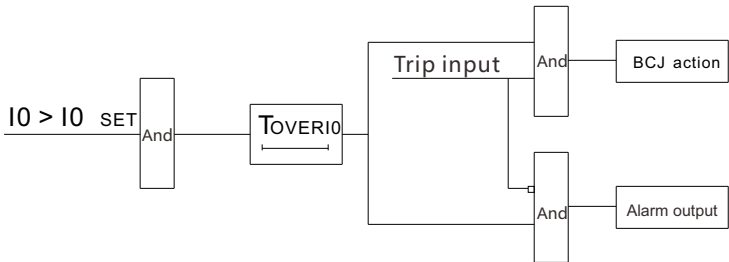 I0 > I0 SET
And
TOVERI0
Trip input
And
BCJ action
And
Alarm output